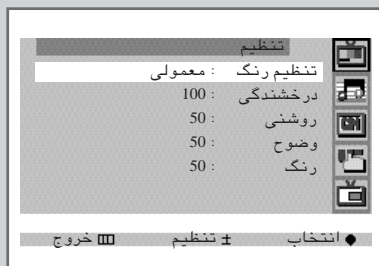 تنظیم
تنظیم رنگ : معمولی
درخشندگی : 100
روشنی : 50
وضوح : 50
رنگ : 50
انتخاب ± تنظیم خروج